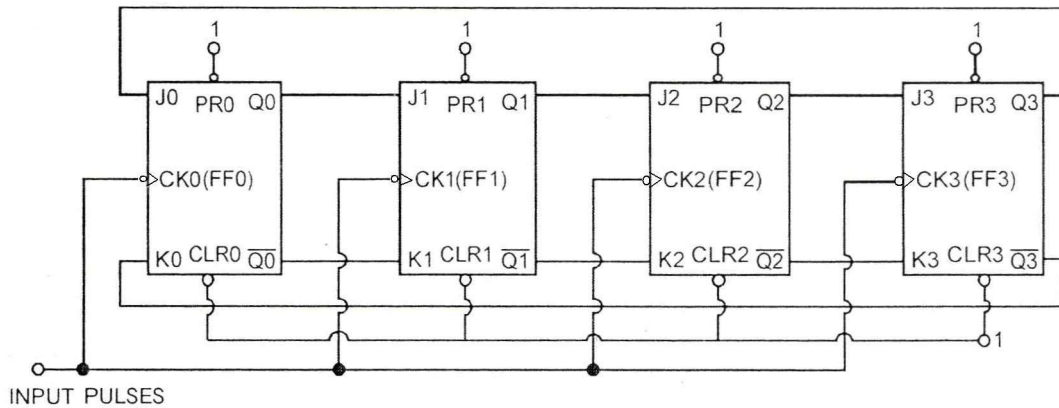 1 1 1 1
J0 PR0 Q0 J1 PR1 Q1 J2 PR2 Q2 J3 PR3 Q3
CK0(FF0) CK1(FF1) CK2(FF2) CK3(FF3)
K0 CLR0 Q0 K1 CLR1 Q1 K2 CLR2 Q2 K3 CLR3 Q3
1
INPUT PULSES